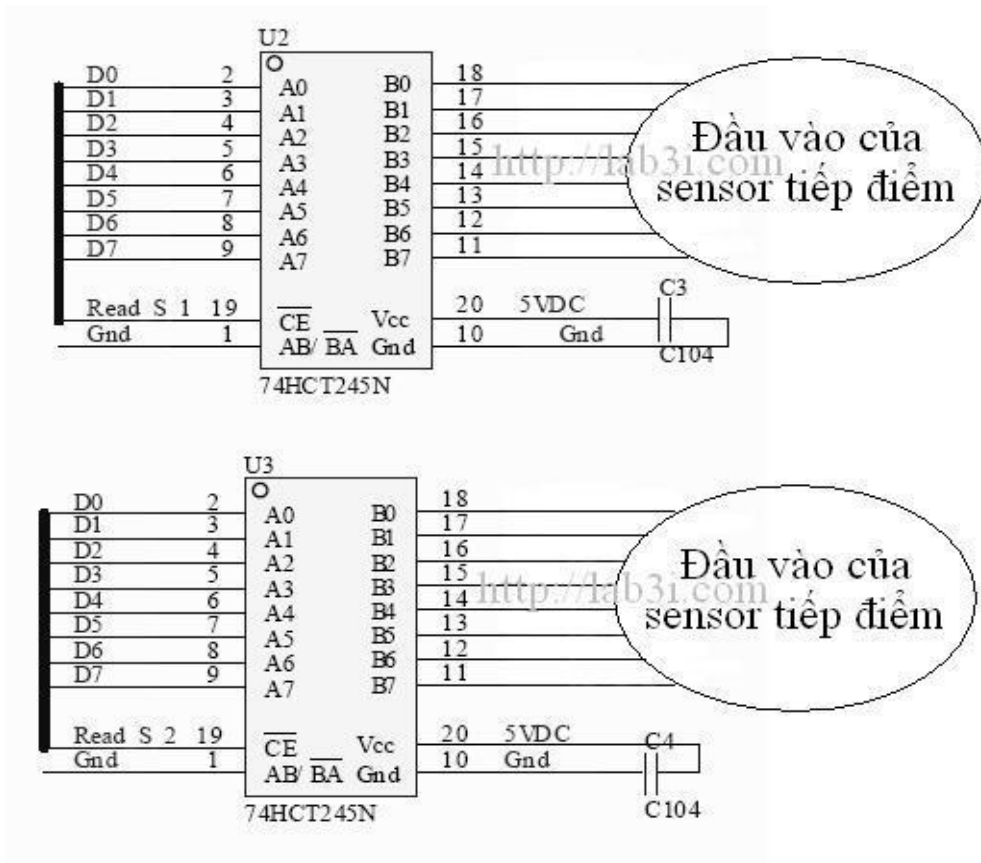 U2
D0 2 A0 B0 18
D1 3 A1 B1 17
D2 4 A2 B2 16
D3 5 A3 B3 15
D4 6 A4 B4 14
D5 7 A5 B5 13
D6 8 A6 B6 12
D7 9 A7 B7 11
http://lab3i.com
Đầu vào của
sensor tiếp điểm
C3
Read S 1 19 CE Vcc 20 5VDC
Gnd 1 AB/ BA Gnd 10 Gnd
C104
74HCT245N
U3
D0 2 A0 B0 18
D1 3 A1 B1 17
D2 4 A2 B2 16
D3 5 A3 B3 15
D4 6 A4 B4 14
D5 7 A5 B5 13
D6 8 A6 B6 12
D7 9 A7 B7 11
http://lab3i.com
Đầu vào của
sensor tiếp điểm
Read S 2 19 CE Vcc 20 5VDC
C4
Gnd 1 AB/ BA Gnd 10 Gnd
C104
74HCT245N